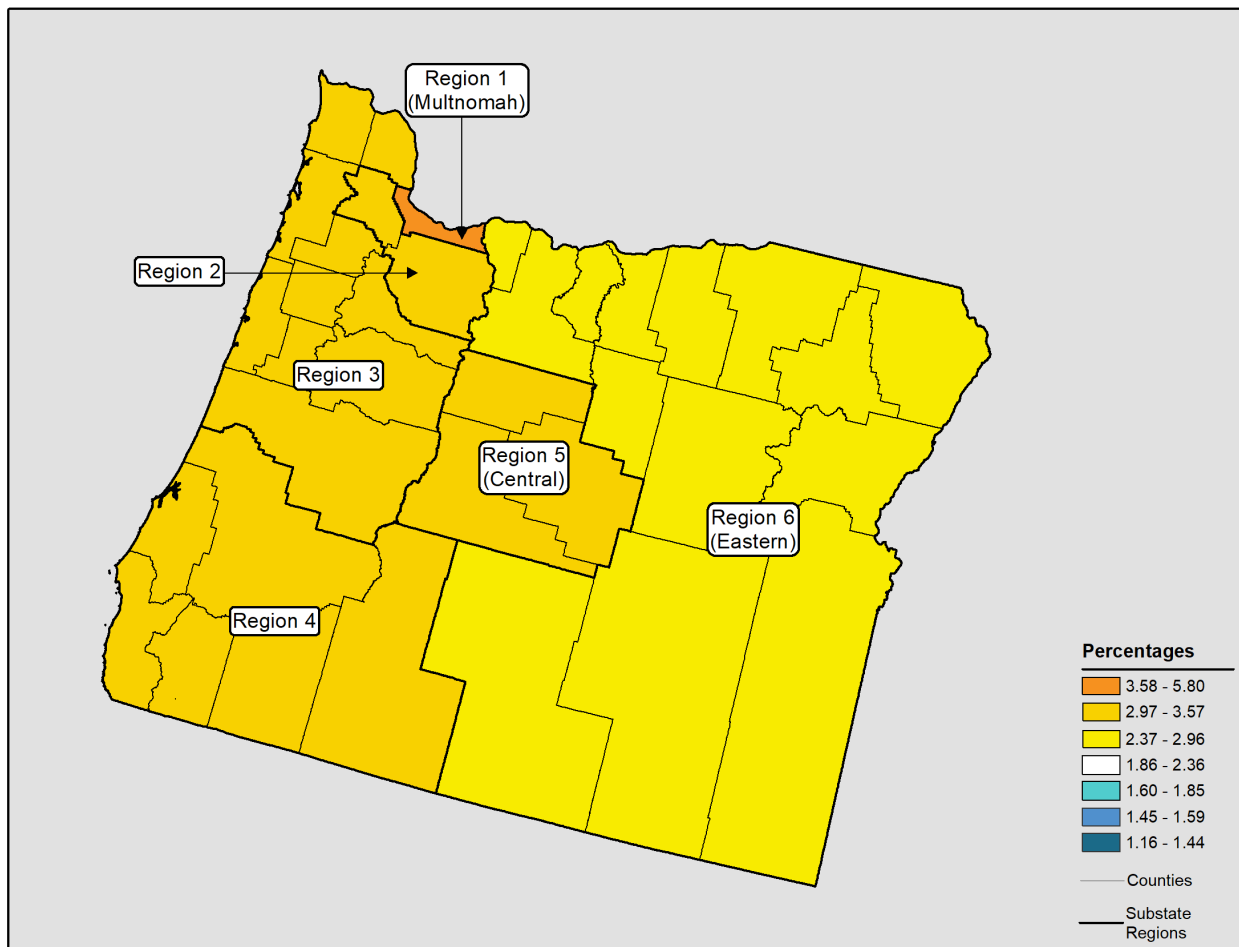 Region 1
(Multnomah)
Region 2
Region 3
Region 5
(Central)
Region 6
(Eastern)
Region 4
Percentages
3.58 - 5.80
2.97 - 3.57
2.37 - 2.96
1.86 - 2.36
1.60 - 1.85
1.45 - 1.59
1.16 - 1.44
Counties
Substate
Regions